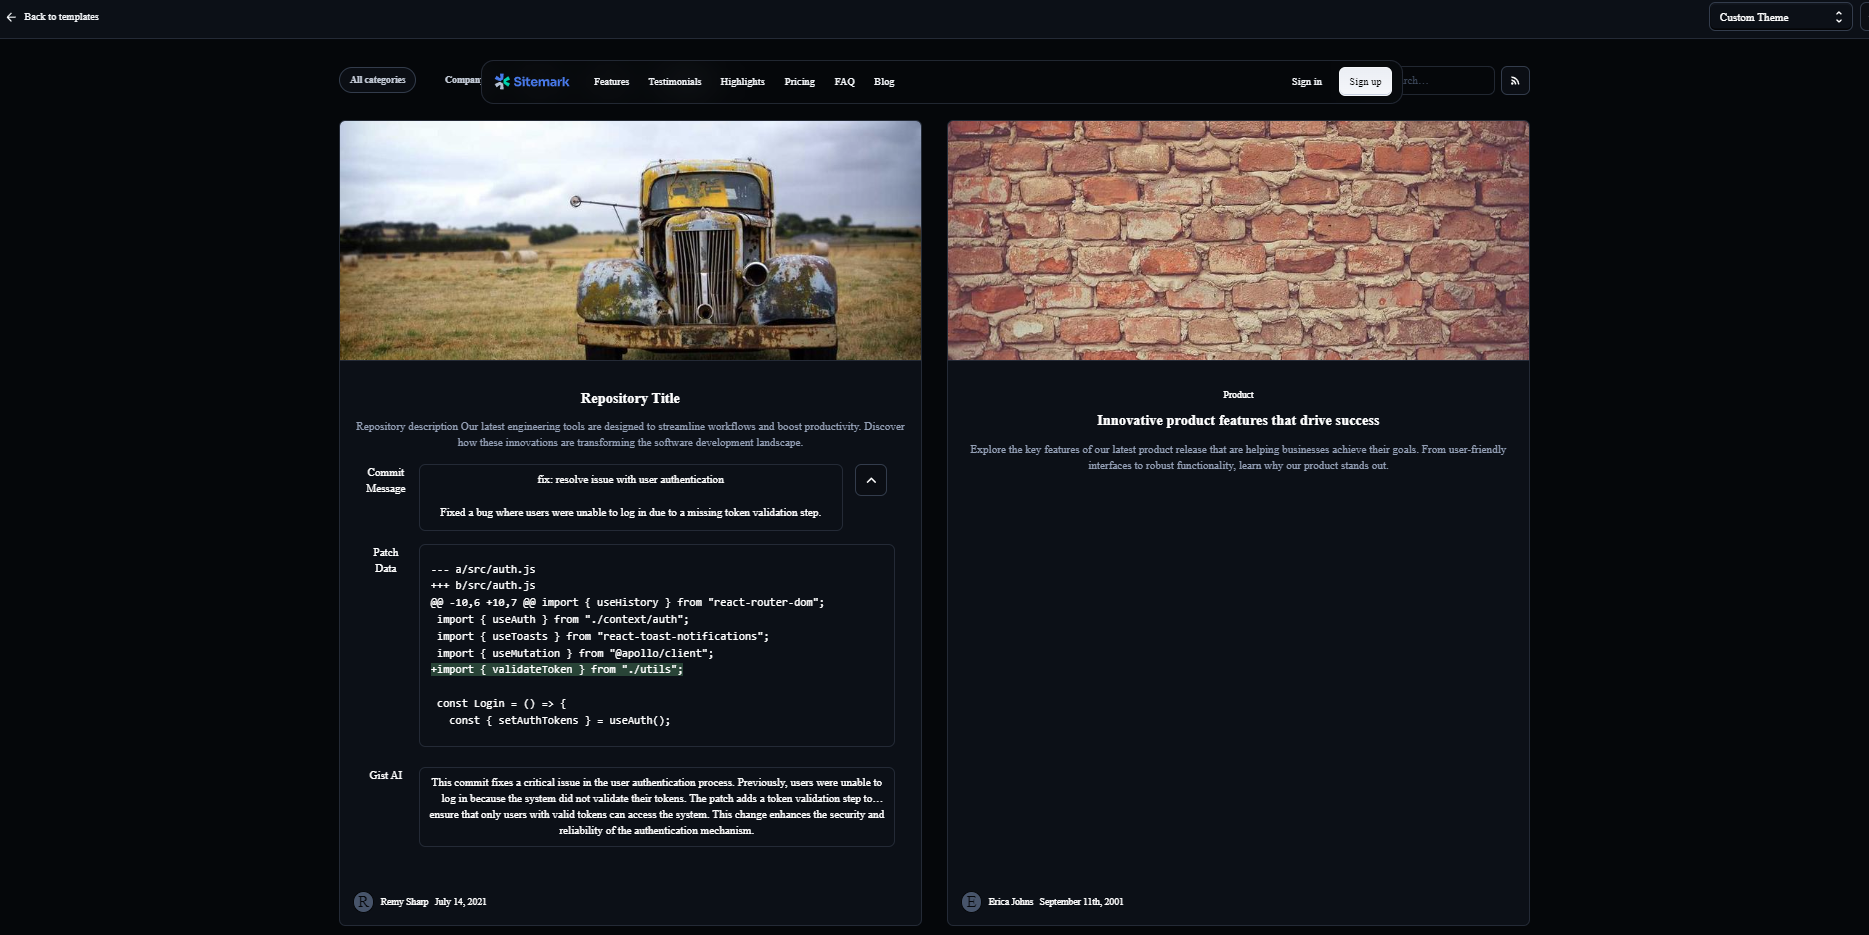 Back to templates
Custom Theme
All categories
Sitemark
Features
Testimonials
Highlights
Pricing
FAQ
Blog
Sign in
Sign up
Repository Title
Repository description Our latest engineering tools are designed to streamline workflows and boost productivity. Discover
how these innovations are transforming the software development landscape.
Commit
Message
fix: resolve issue with user authentication
Fixed a bug where users were unable to log in due to a missing token validation step.
Patch
Data
--- a/src/auth.js
+++ b/src/auth.js
@@ -10,6 +10,7 @@ import { useHistory } from "react-router-dom";
import { useAuth } from "./context/auth";
import { useToasts } from "react-toast-notifications";
import { useMutation } from "@apollo/client";
+import { validateToken } from "./utils";
const Login = () => {
const { setAuthTokens } = useAuth();
Gist AI
This commit fixes a critical issue in the user authentication process. Previously, users were unable to
log in because the system did not validate their tokens. The patch adds a token validation step to…
ensure that only users with valid tokens can access the system. This change enhances the security and
reliability of the authentication mechanism.
R
Remy Sharp
July 14, 2021
Product
Innovative product features that drive success
Explore the key features of our latest product release that are helping businesses achieve their goals. From user-friendly
interfaces to robust functionality, learn why our product stands out.
E
Erica Johns
September 11th, 2001